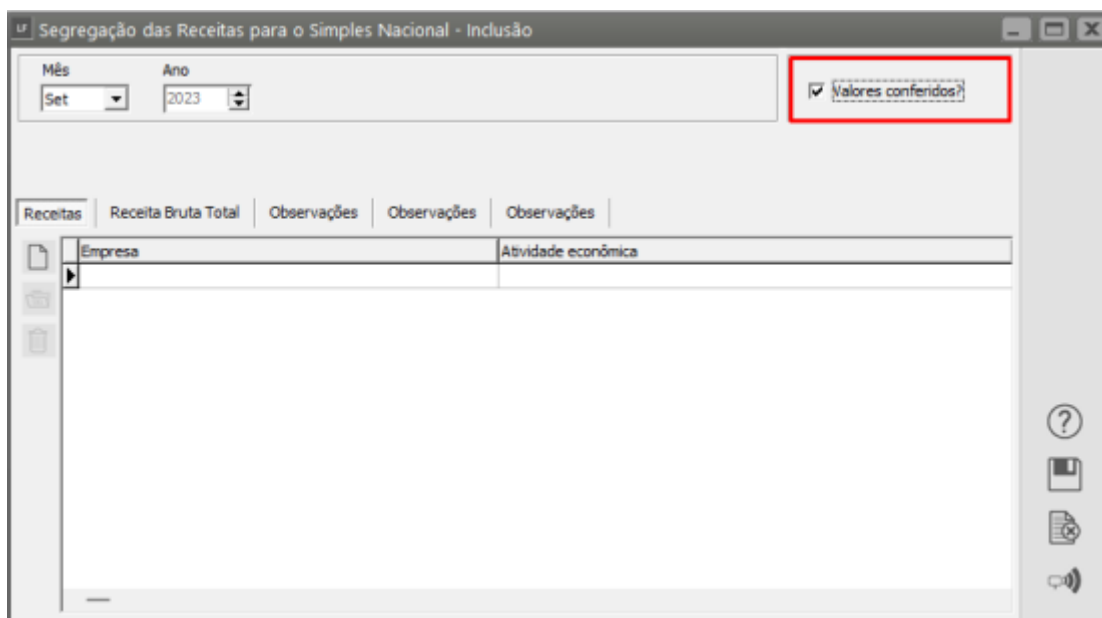 LF Segregação das Receitas para o Simples Nacional - Inclusão
Mês Ano
Set 2023 Valores conferidos?
Receitas Receita Bruta Total Observações Observações Observações
Empresa Atividade econômica